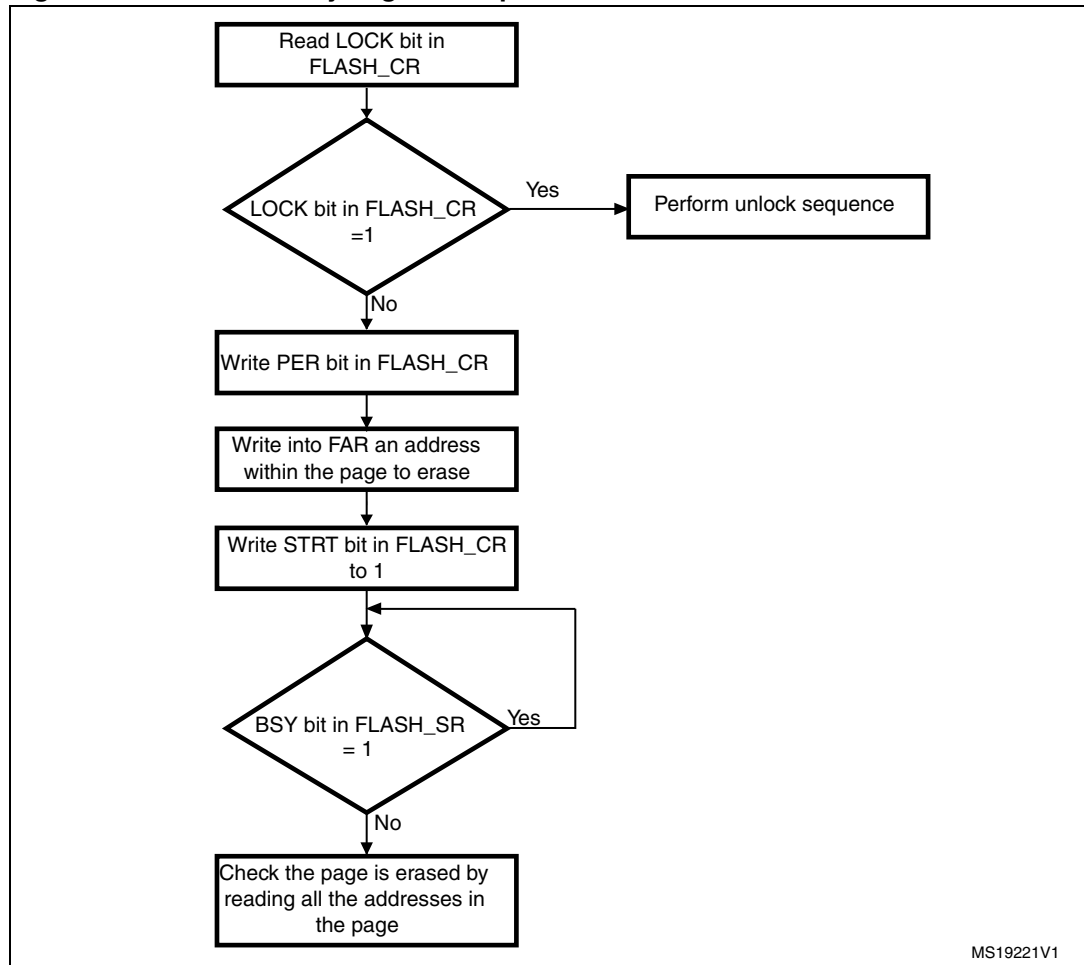 Read LOCK bit in
FLASH_CR
LOCK bit in FLASH_CR
=1
Yes
Perform unlock sequence
No
Write PER bit in FLASH_CR
Write into FAR an address
within the page to erase
Write STRT bit in FLASH_CR
to 1
BSY bit in FLASH_SR
= 1
Yes
No
Check the page is erased by
reading all the addresses in
the page
MS19221V1